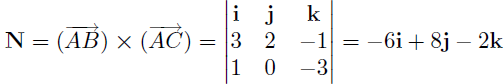 i j k
N = (AB) × (AC) = 3 2 −1 = −6i + 8j − 2k
1 0 −3